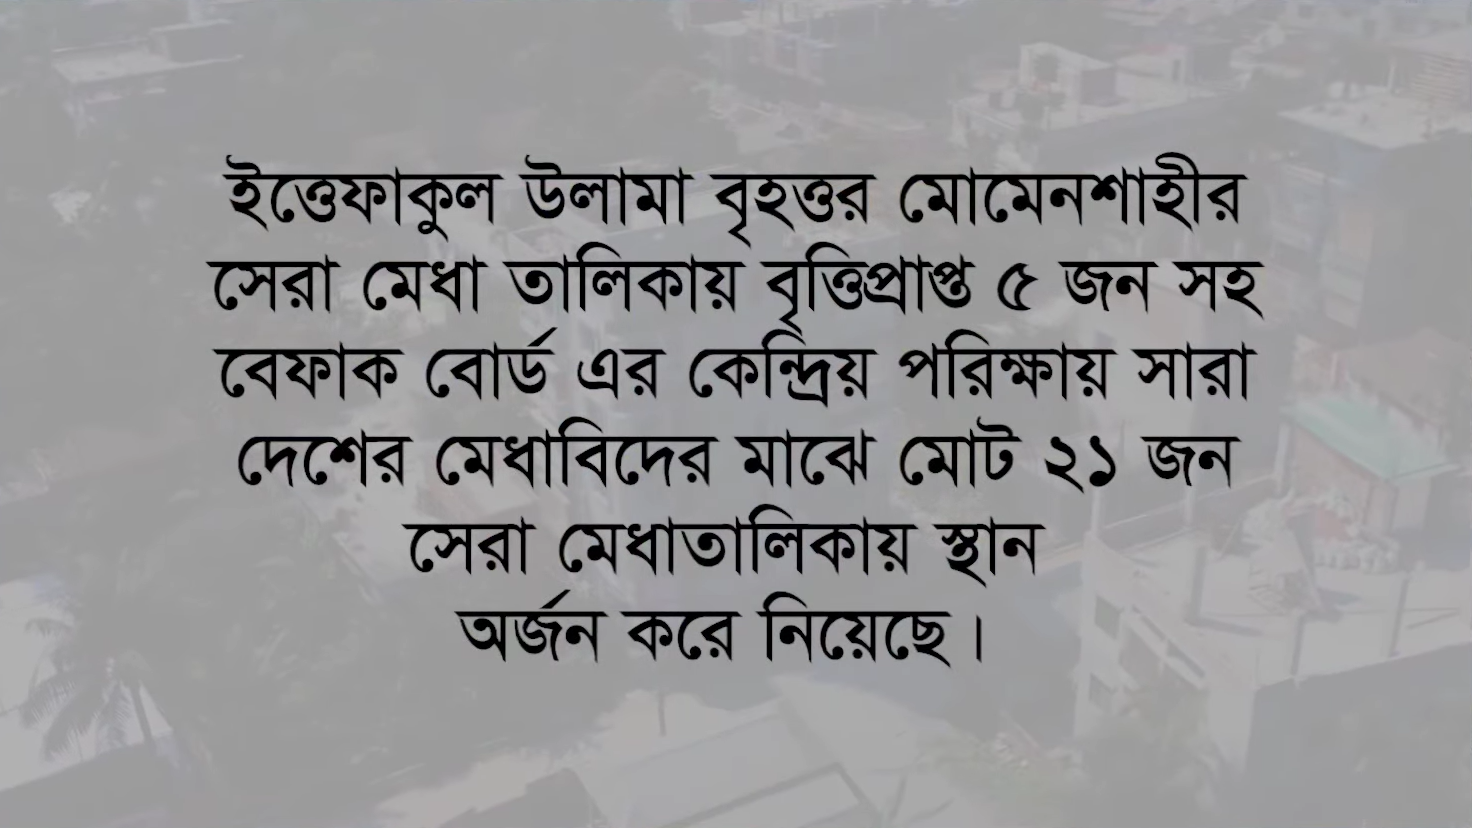 ইত্তেফাকুল উলামা বৃহত্তর মোমেনশাহীর
সেরা মেধা তালিকায় বৃত্তিপ্রাপ্ত ৫ জন সহ
বেফাক বোর্ড এর কেন্দ্রিয় পরিক্ষায় সারা
দেশের মেধাবিদের মাঝে মোট ২১ জন
সেরা মেধাতালিকায় স্থান
অর্জন করে নিয়েছে।